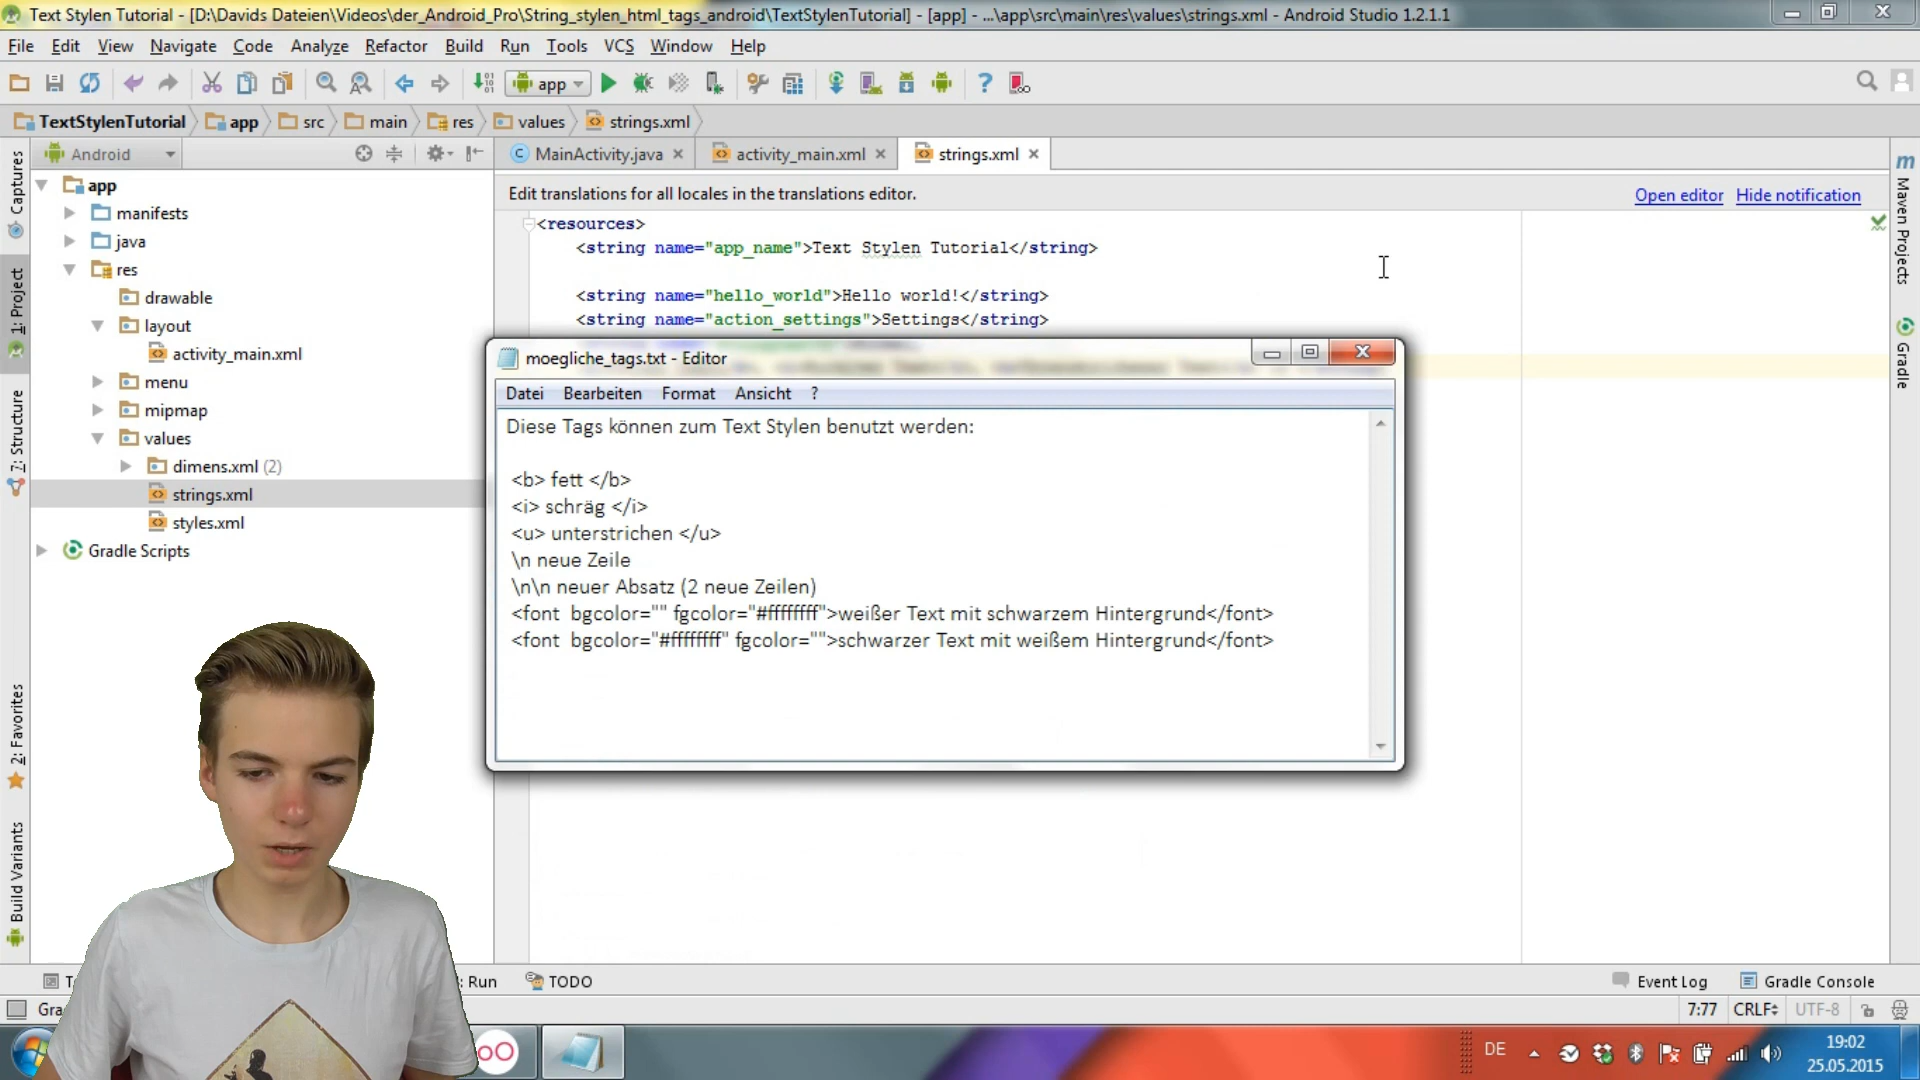 Text Stylen Tutorial - [D:\Davids Dateien\Videos\der_Android_Pro\String_stylen_html_tags_android\TextStylenTutorial] - [app] - ...\app\src\main\res\values\strings.xml - Android Studio 1.2.1.1
File Edit View Navigate Code Analyze Refactor Build Run Tools VCS Window Help
app
TextStylenTutorial app src main res values strings.xml
Android
MainActivity.java activity_main.xml strings.xml
Captures
1: Project
7: Structure
2: Favorites
Build Variants
app
manifests
java
res
drawable
layout
activity_main.xml
menu
mipmap
values
dimens.xml (2)
strings.xml
styles.xml
Gradle Scripts
Edit translations for all locales in the translations editor. Open editor Hide notification
<resources>
<string name="app_name">Text Stylen Tutorial</string>
<string name="hello_world">Hello world!</string>
<string name="action_settings">Settings</string>
moegliche_tags.txt - Editor
Datei Bearbeiten Format Ansicht ?
Diese Tags können zum Text Stylen benutzt werden:
<b> fett </b>
<i> schräg </i>
<u> unterstrichen </u>
\n neue Zeile
\n\n neuer Absatz (2 neue Zeilen)
<font  bgcolor="" fgcolor="#ffffffff">weißer Text mit schwarzem Hintergrund</font>
<font  bgcolor="#ffffffff" fgcolor="">schwarzer Text mit weißem Hintergrund</font>
m Maven Projects
Gradle
Run TODO Event Log Gradle Console
Gra 7:77 CRLF UTF-8
DE
19:02
25.05.2015